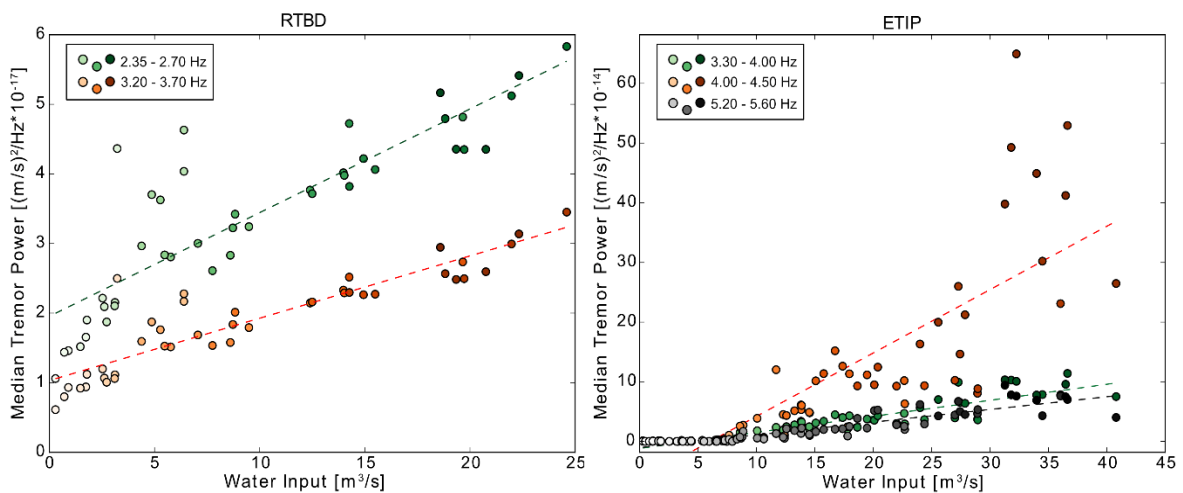 RTBD
Median Tremor Power [(m/s)²/Hz*10⁻¹⁷]
6
5
4
3
2
1
0
2.35 - 2.70 Hz
3.20 - 3.70 Hz
0 5 10 15 20 25
Water Input [m³/s]
ETIP
Median Tremor Power [(m/s)²/Hz*10⁻¹⁴]
60
50
40
30
20
10
0
3.30 - 4.00 Hz
4.00 - 4.50 Hz
5.20 - 5.60 Hz
0 5 10 15 20 25 30 35 40 45
Water Input [m³/s]